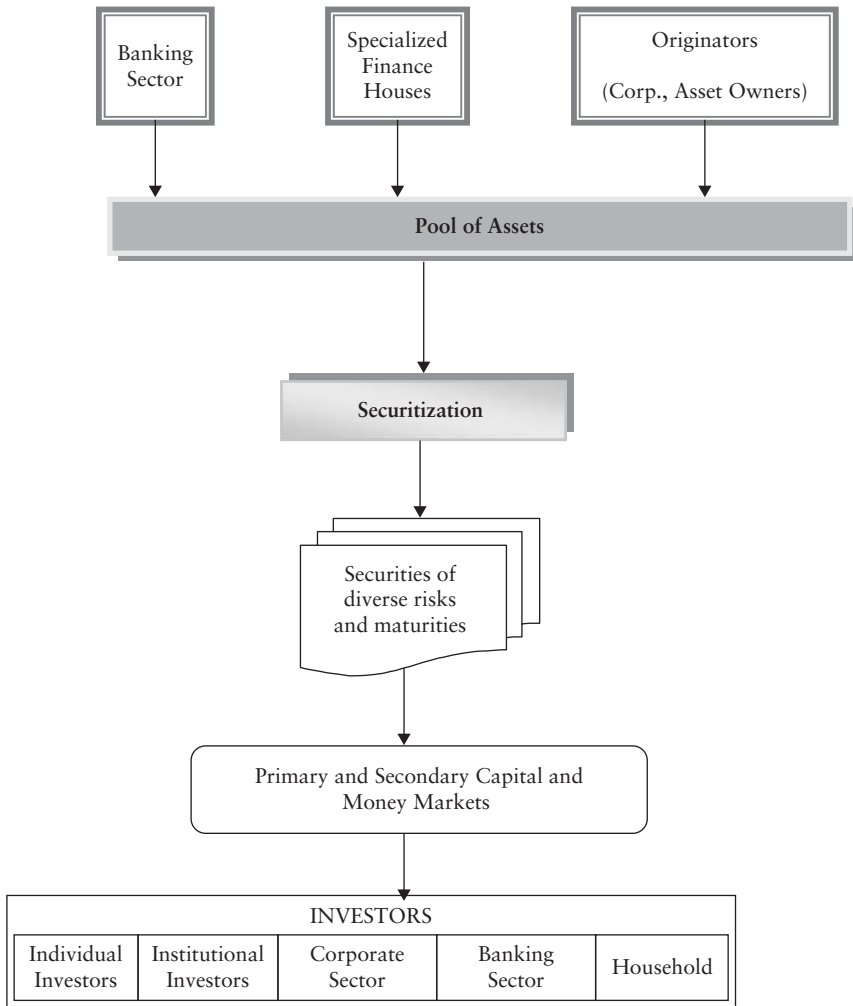 Banking
Sector
Specialized
Finance
Houses
Originators
(Corp., Asset Owners)
Pool of Assets
Securitization
Securities of
diverse risks
and maturities
Primary and Secondary Capital and
Money Markets
INVESTORS
Individual
Investors
Institutional
Investors
Corporate
Sector
Banking
Sector
Household